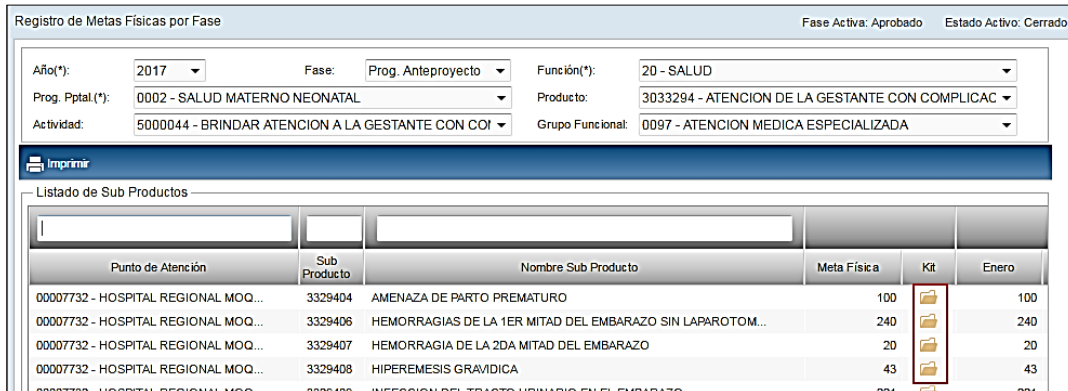 Registro de Metas Físicas por Fase Fase Activa: Aprobado Estado Activo: Cerrado
Año(*): 2017 Fase: Prog. Anteproyecto Función(*): 20 - SALUD
Prog. Pptal.(*): 0002 - SALUD MATERNO NEONATAL Producto: 3033294 - ATENCION DE LA GESTANTE CON COMPLICAC
Actividad: 5000044 - BRINDAR ATENCION A LA GESTANTE CON COM Grupo Funcional: 0097 - ATENCION MEDICA ESPECIALIZADA
Imprimir
Listado de Sub Productos
Punto de Atención Sub Producto Nombre Sub Producto Meta Física Kit Enero
00007732 - HOSPITAL REGIONAL MOQ... 3329404 AMENAZA DE PARTO PREMATURO 100 100
00007732 - HOSPITAL REGIONAL MOQ... 3329406 HEMORRAGIAS DE LA 1ER MITAD DEL EMBARAZO SIN LAPAROTOM... 240 240
00007732 - HOSPITAL REGIONAL MOQ... 3329407 HEMORRAGIA DE LA 2DA MITAD DEL EMBARAZO 20 20
00007732 - HOSPITAL REGIONAL MOQ... 3329408 HIPEREMESIS GRAVIDICA 43 43